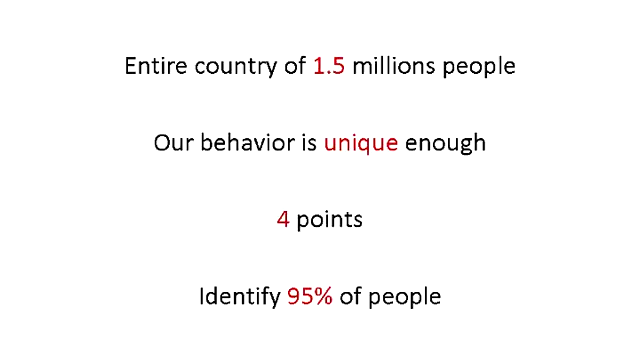 Entire country of 1.5 millions people
Our behavior is unique enough
4 points
Identify 95% of people